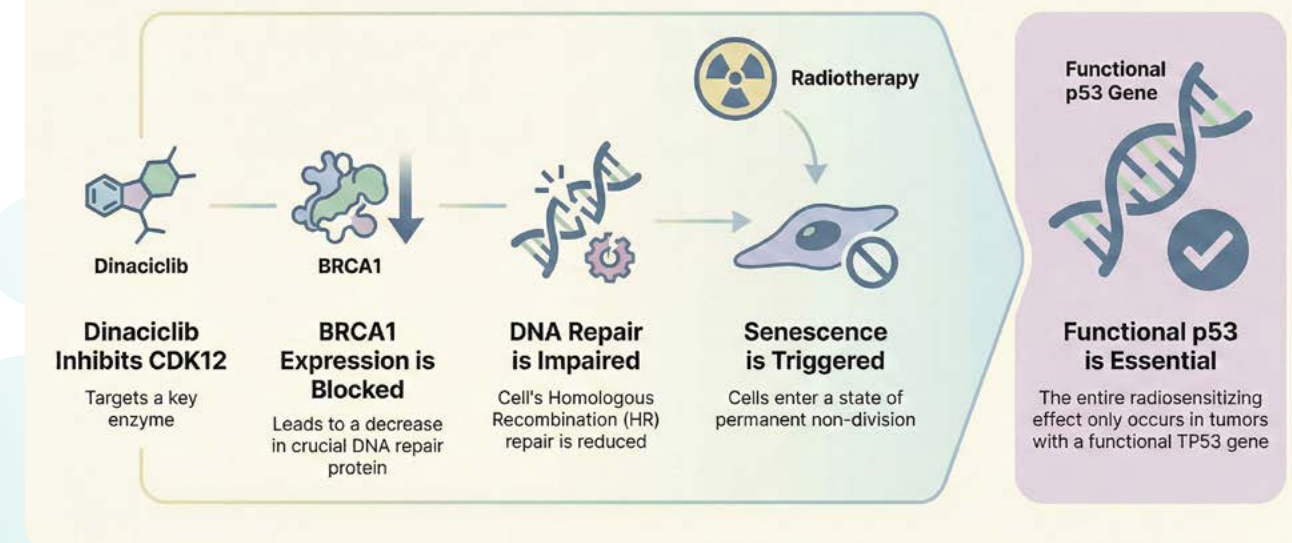 Radiotherapy
Functional
p53 Gene
Dinaciclib
BRCA1
Dinaciclib
Inhibits CDK12
Targets a key
enzyme
BRCA1
Expression is
Blocked
Leads to a decrease
in crucial DNA repair
protein
DNA Repair
is Impaired
Cell's Homologous
Recombination (HR)
repair is reduced
Senescence
is Triggered
Cells enter a state of
permanent non-division
Functional p53
is Essential
The entire radiosensitizing
effect only occurs in tumors
with a functional TP53 gene